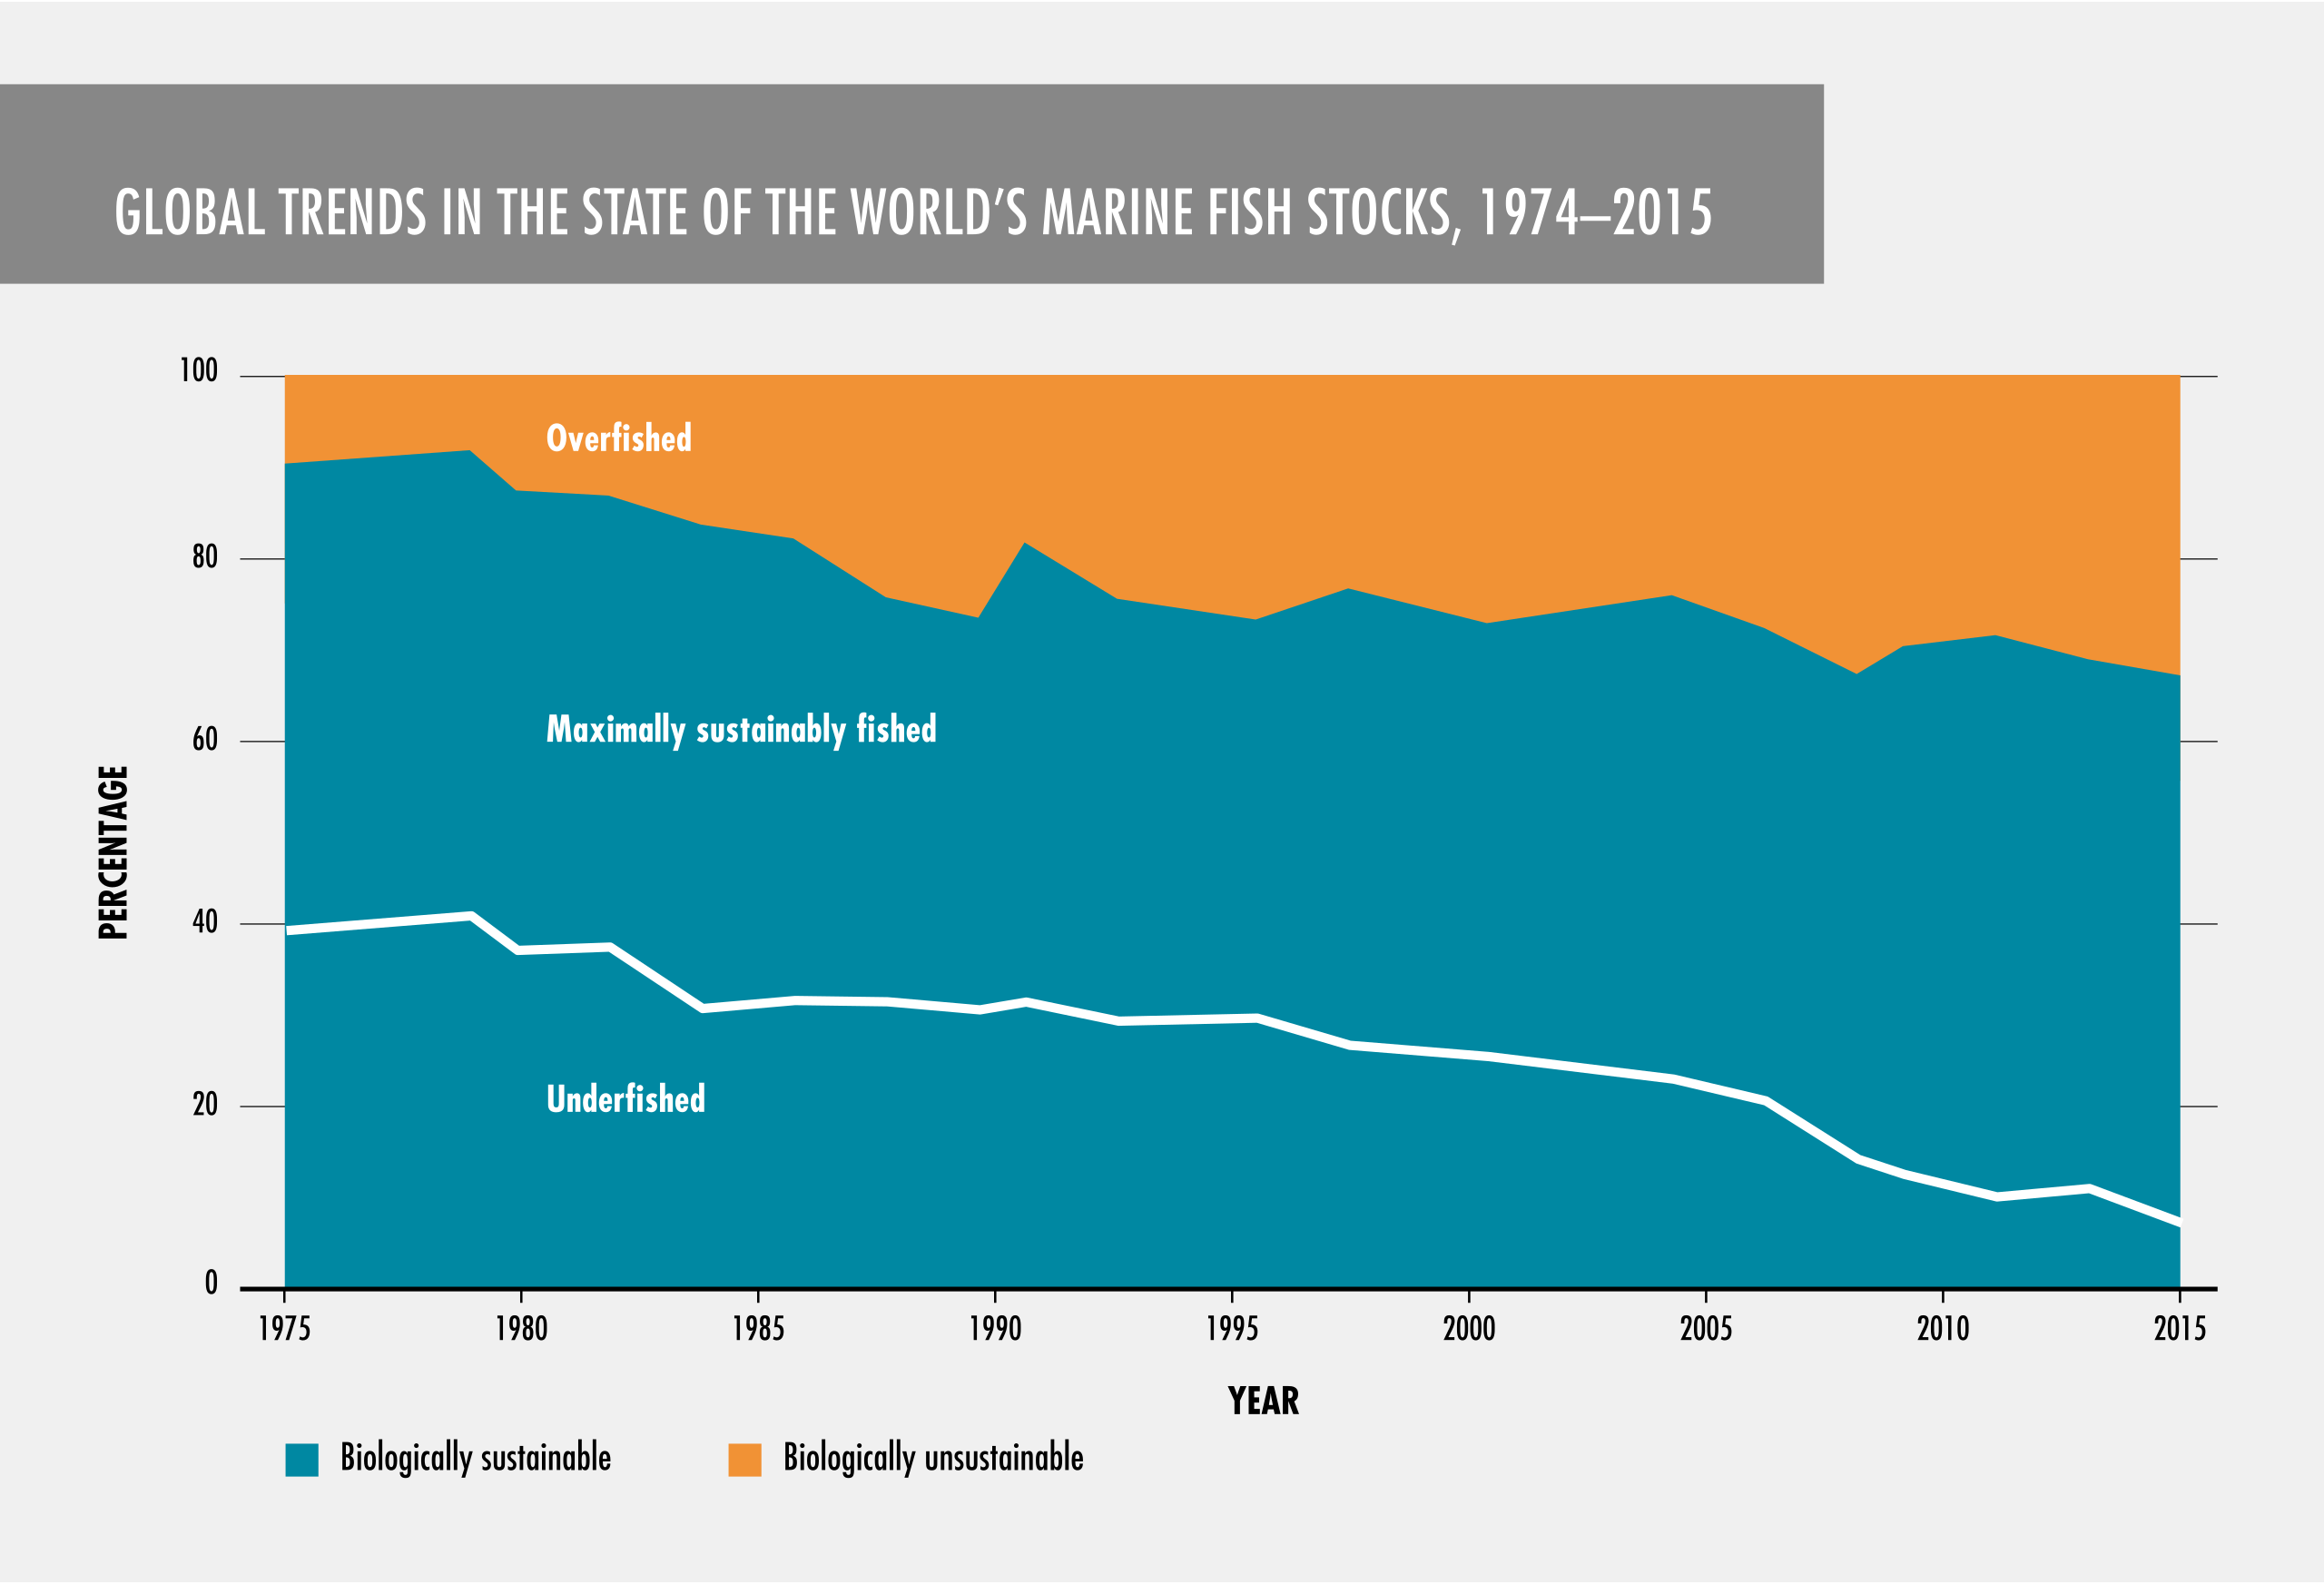 GLOBAL TRENDS IN THE STATE OF THE WORLD'S MARINE FISH STOCKS, 1974–2015
100
80
60
40
20
0
PERCENTAGE
Overfished
Maximally sustainably fished
Underfished
1975 1980 1985 1990 1995 2000 2005 2010 2015
YEAR
Biologically sustainable Biologically unsustainable